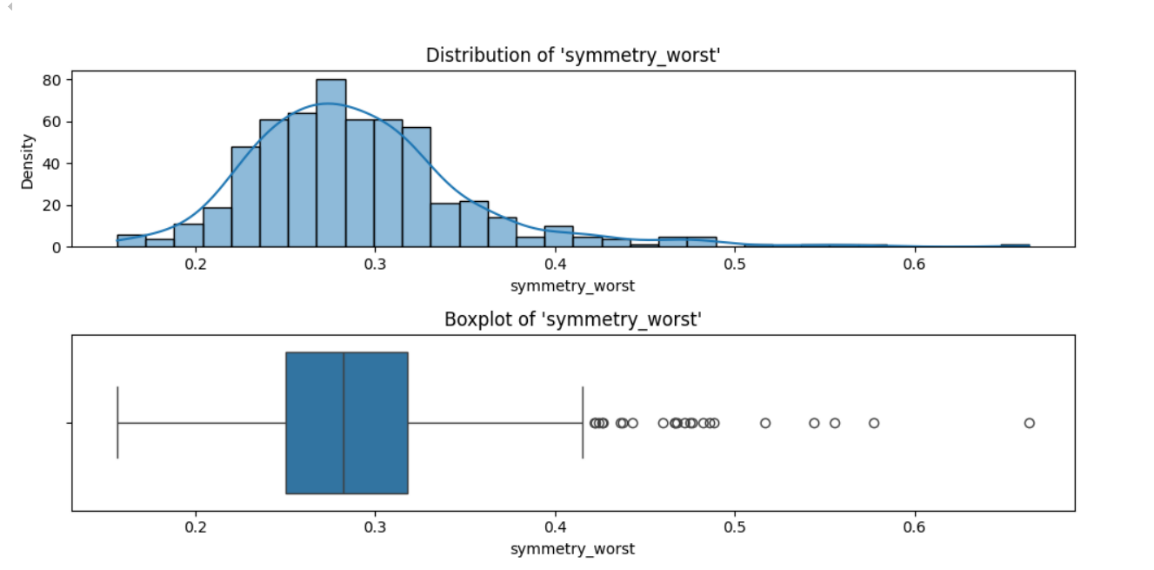 Distribution of 'symmetry_worst'
80
60
40
20
0
Density
0.2 0.3 0.4 0.5 0.6
symmetry_worst
Boxplot of 'symmetry_worst'
0.2 0.3 0.4 0.5 0.6
symmetry_worst